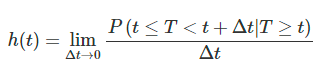 h(t) = lim_{Δt→0} P(t ≤ T < t + Δt|T ≥ t) / Δt